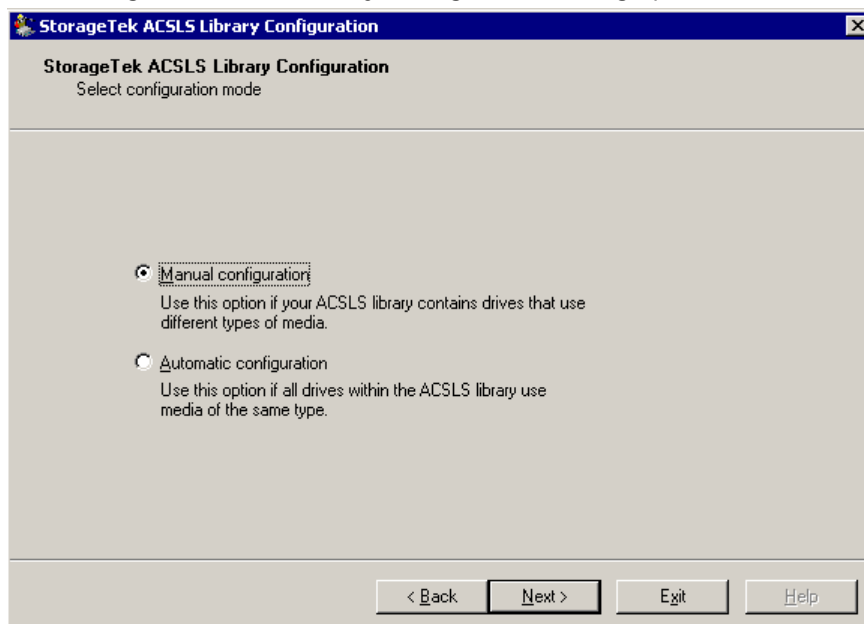 StorageTek ACSLS Library Configuration
StorageTek ACSLS Library Configuration
Select configuration mode
Manual configuration
Use this option if your ACSLS library contains drives that use
different types of media.
Automatic configuration
Use this option if all drives within the ACSLS library use
media of the same type.
< Back
Next >
Exit
Help